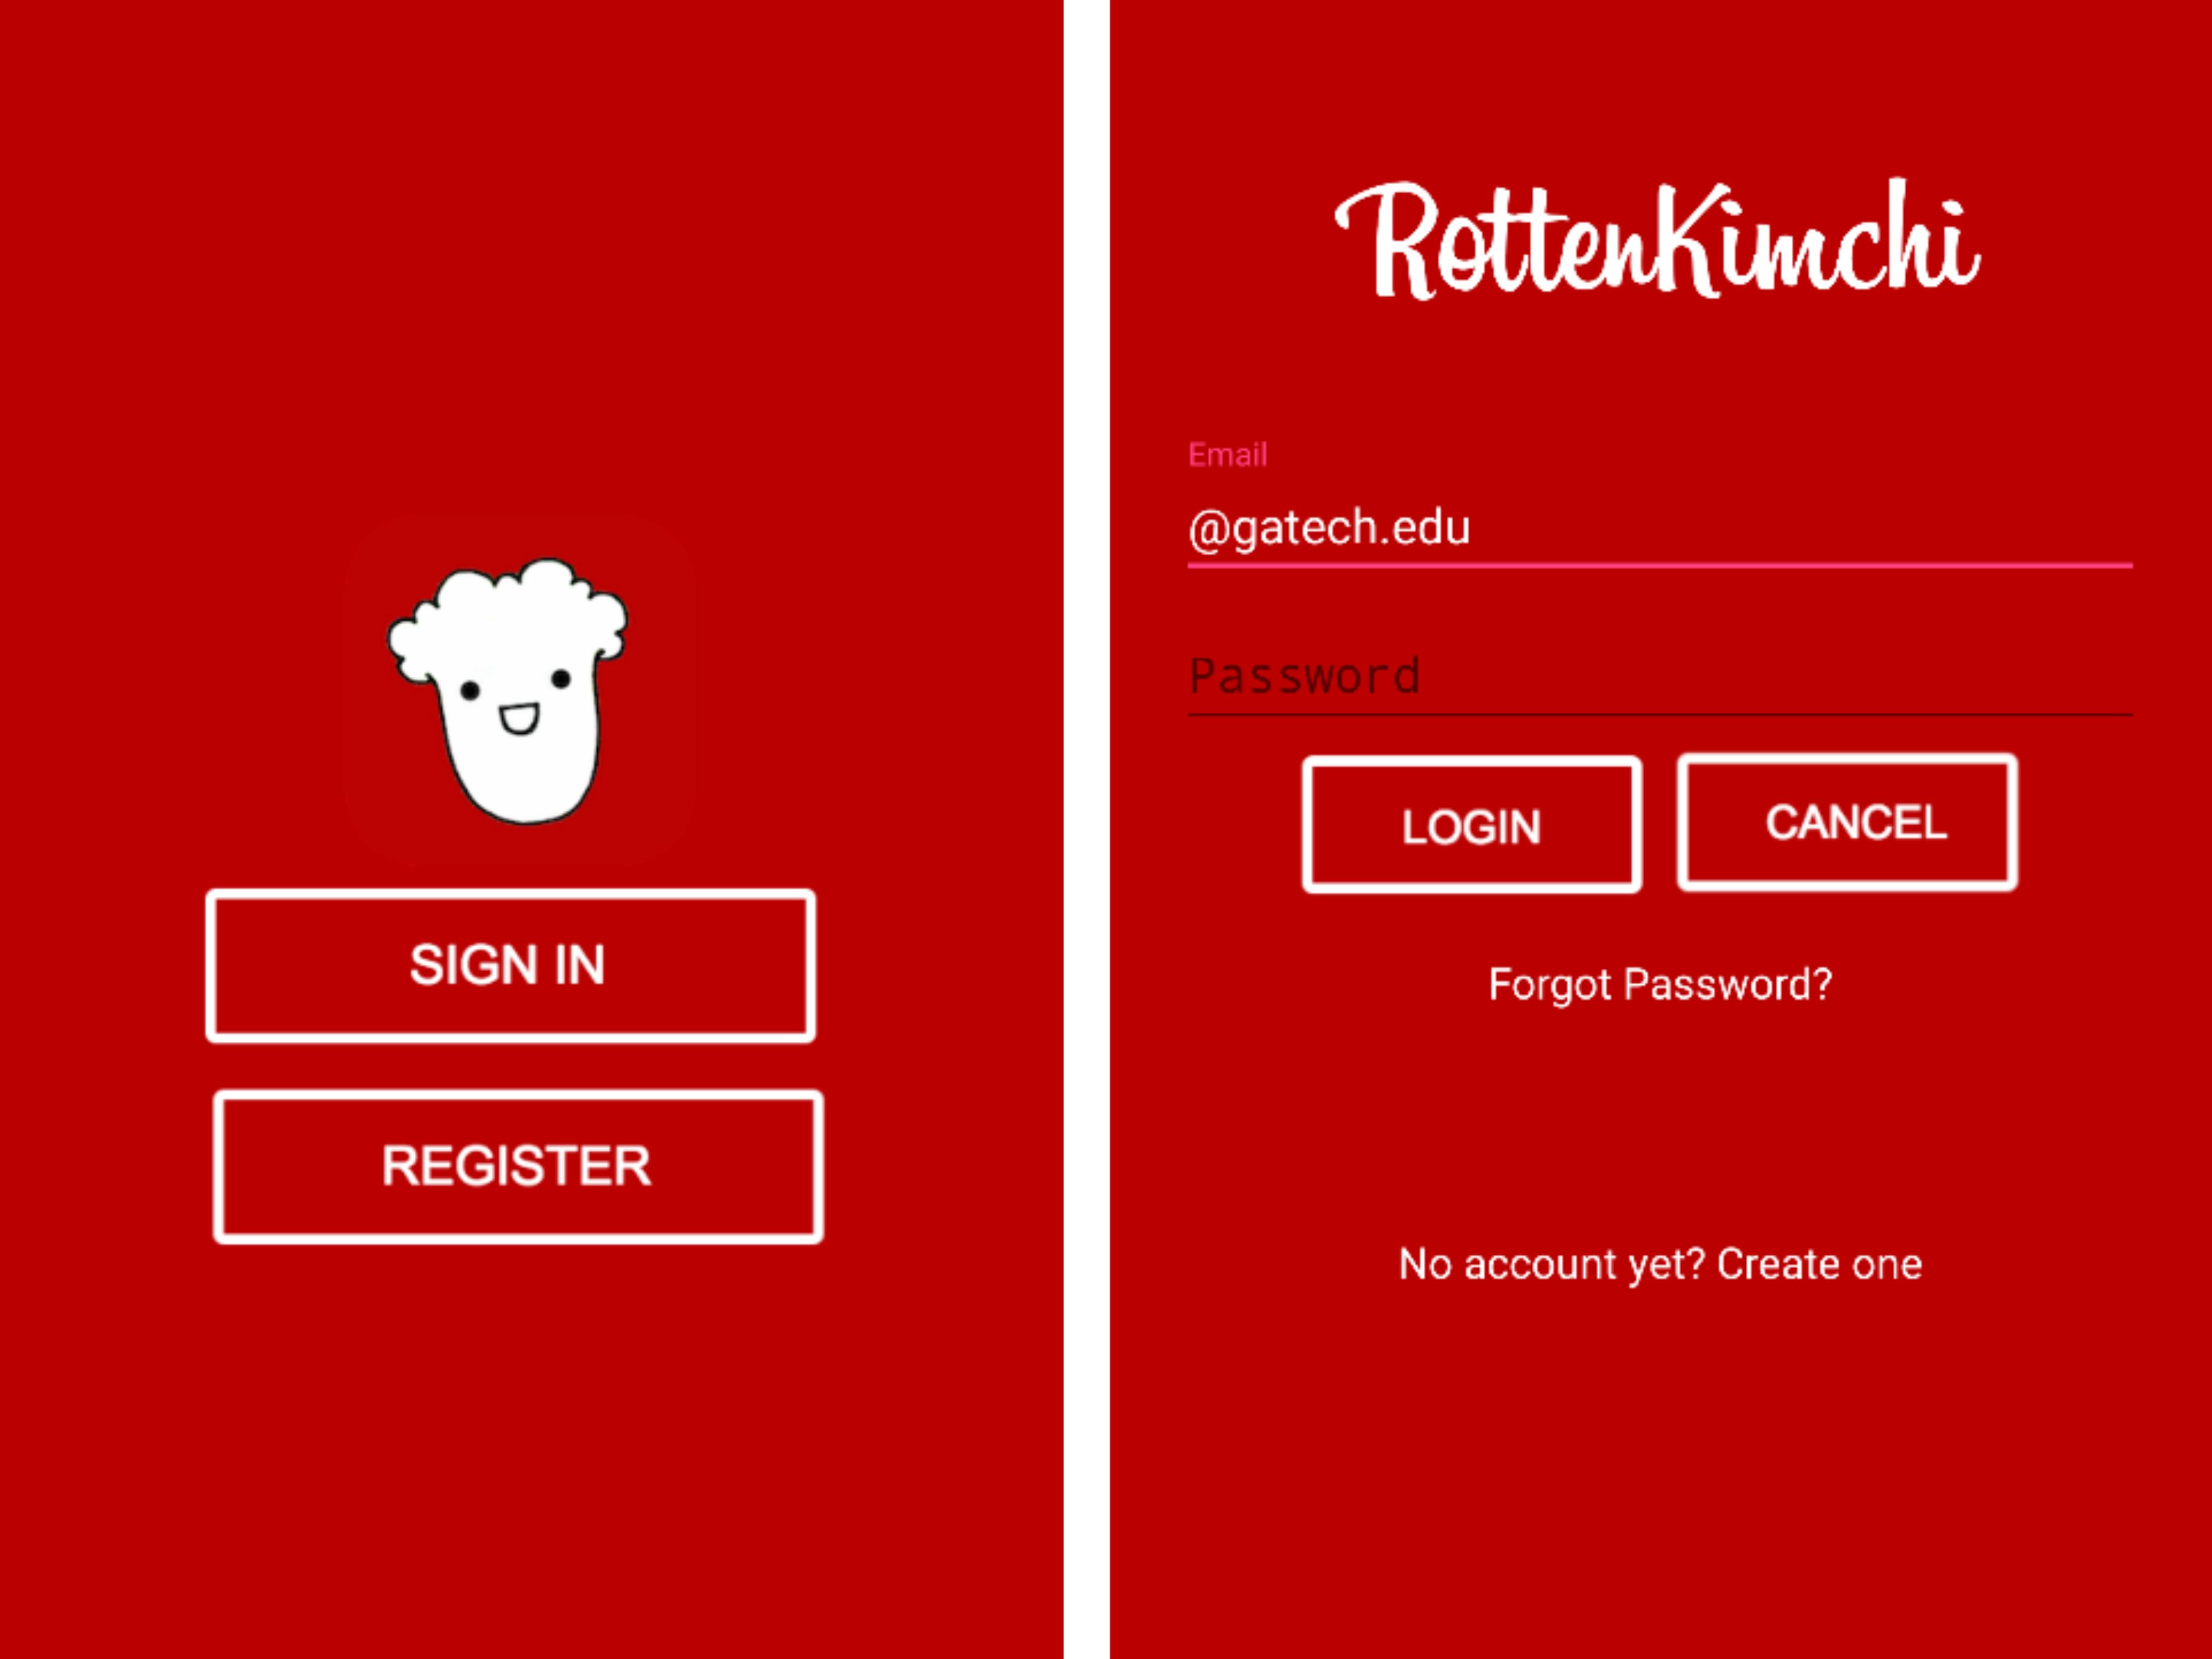 SIGN IN
REGISTER
RottenKimchi
Email
@gatech.edu
Password
LOGIN
CANCEL
Forgot Password?
No account yet? Create one